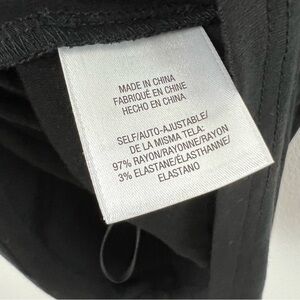 MADE IN CHINA
FABRIQUÉ EN CHINE
HECHO EN CHINA
SELF/AUTO-AJUSTABLE/
DE LA MISMA TELA:
97% RAYON/RAYONNE/RAYON
3% ELASTANE/ÉLASTHANNE/
ELASTANO